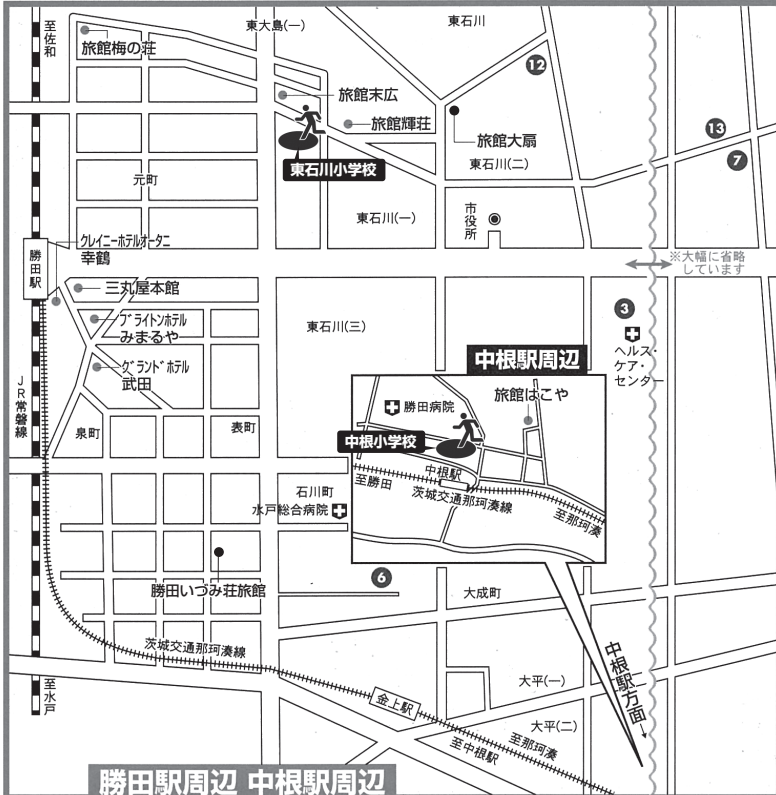 至佐和
旅館梅の荘
東大島(一)
東石川
12
旅館末広
旅館輝荘
旅館大扇
13
7
東石川小学校
東石川(二)
元町
東石川(一)
市役所
クレイニーホテルオータニ
幸鶴
勝田駅
※大幅に省略
しています
三丸屋本館
ブライトンホテル
みまるや
東石川(三)
3
ヘルス・
ケア・
センター
グランドホテル
武田
中根駅周辺
JR常磐線
泉町
表町
勝田病院
旅館はこや
中根小学校
中根駅
至勝田
茨城交通那珂湊線
至那珂湊
石川町
水戸総合病院
勝田いづみ荘旅館
6
大成町
茨城交通那珂湊線
中根駅方面→
至水戸
金上駅
大平(一)
大平(二)
至中根駅
至那珂湊
勝田駅周辺 中根駅周辺